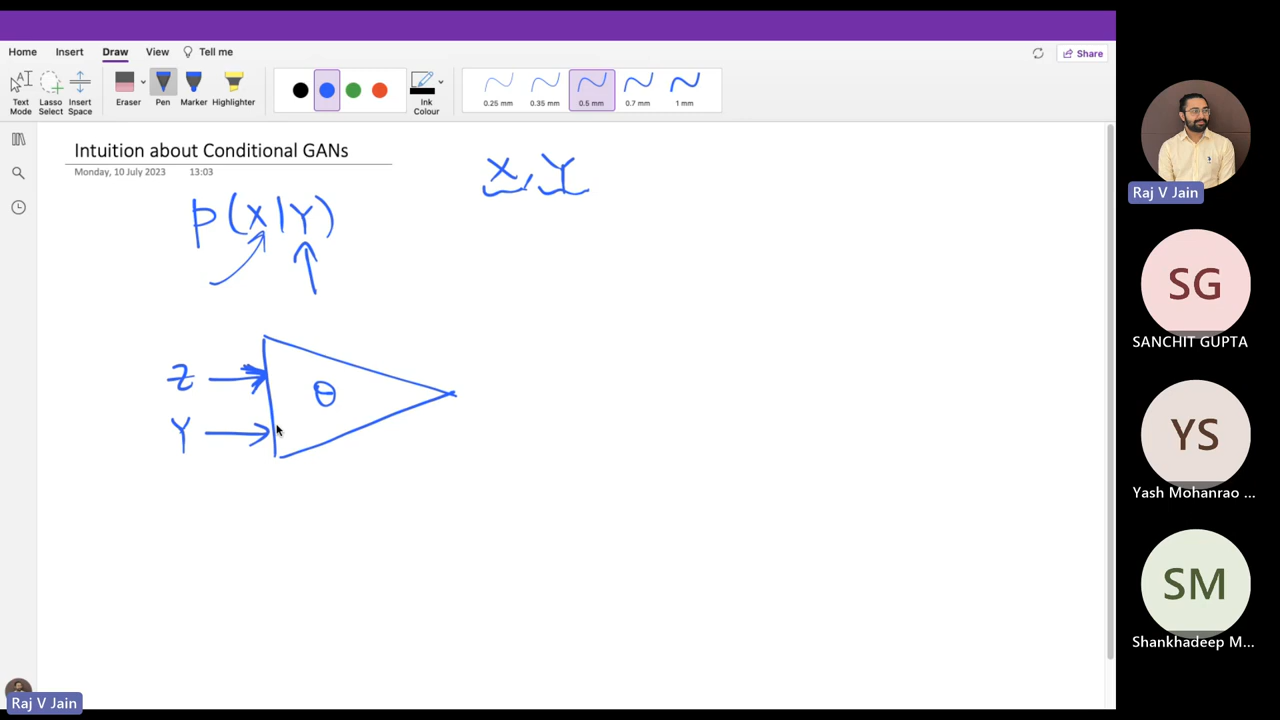 Home Insert Draw View Tell me
Share
Text Mode
Lasso Select
Insert Space
Eraser
Pen
Marker
Highlighter
Ink Colour
0.25 mm
0.35 mm
0.5 mm
0.7 mm
1 mm
Intuition about Conditional GANs
Monday, 10 July 2023 13:03
X, Y
p(X|Y)
Z
θ
Y
Raj V Jain
SG
SANCHIT GUPTA
YS
Yash Mohanrao ...
SM
Shankhadeep M...
Raj V Jain